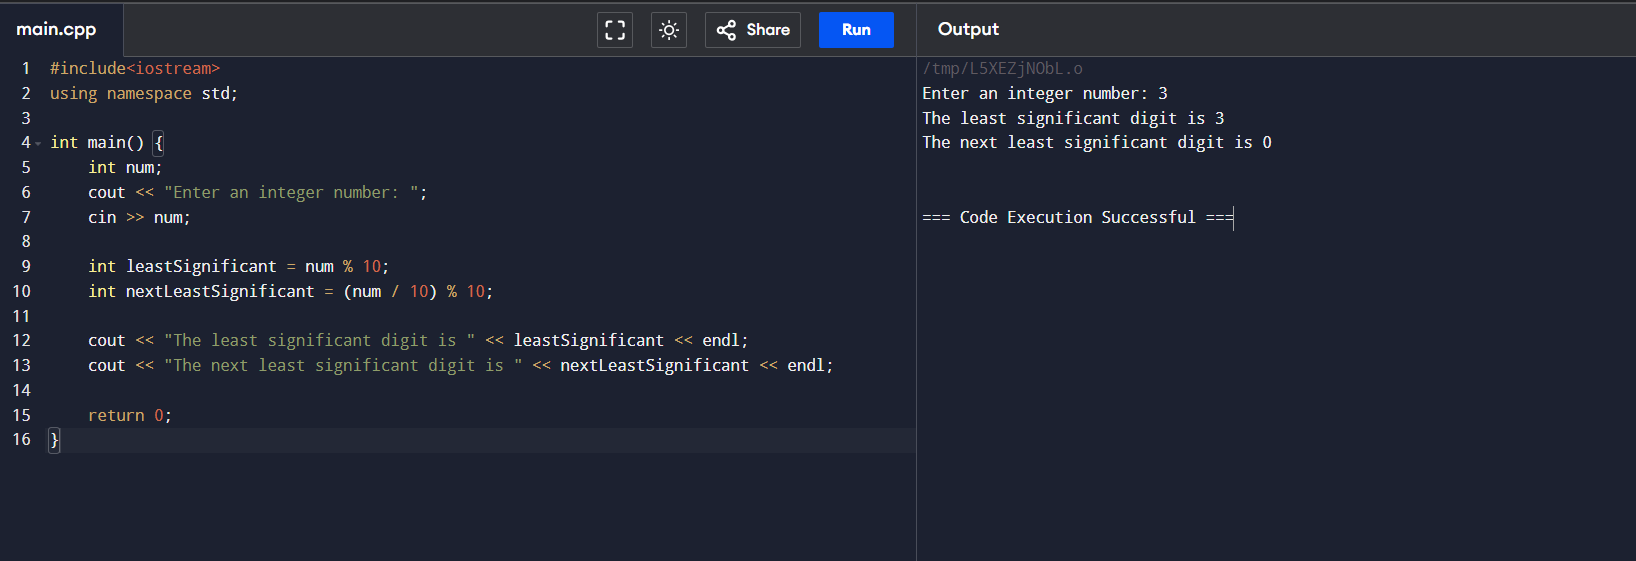 main.cpp
Share
Run
Output
1 #include<iostream>
2 using namespace std;
3
4 int main() {
5     int num;
6     cout << "Enter an integer number: ";
7     cin >> num;
8
9     int leastSignificant = num % 10;
10     int nextLeastSignificant = (num / 10) % 10;
11
12     cout << "The least significant digit is " << leastSignificant << endl;
13     cout << "The next least significant digit is " << nextLeastSignificant << endl;
14
15     return 0;
16 }
/tmp/L5XEZjNObL.o
Enter an integer number: 3
The least significant digit is 3
The next least significant digit is 0
=== Code Execution Successful ===